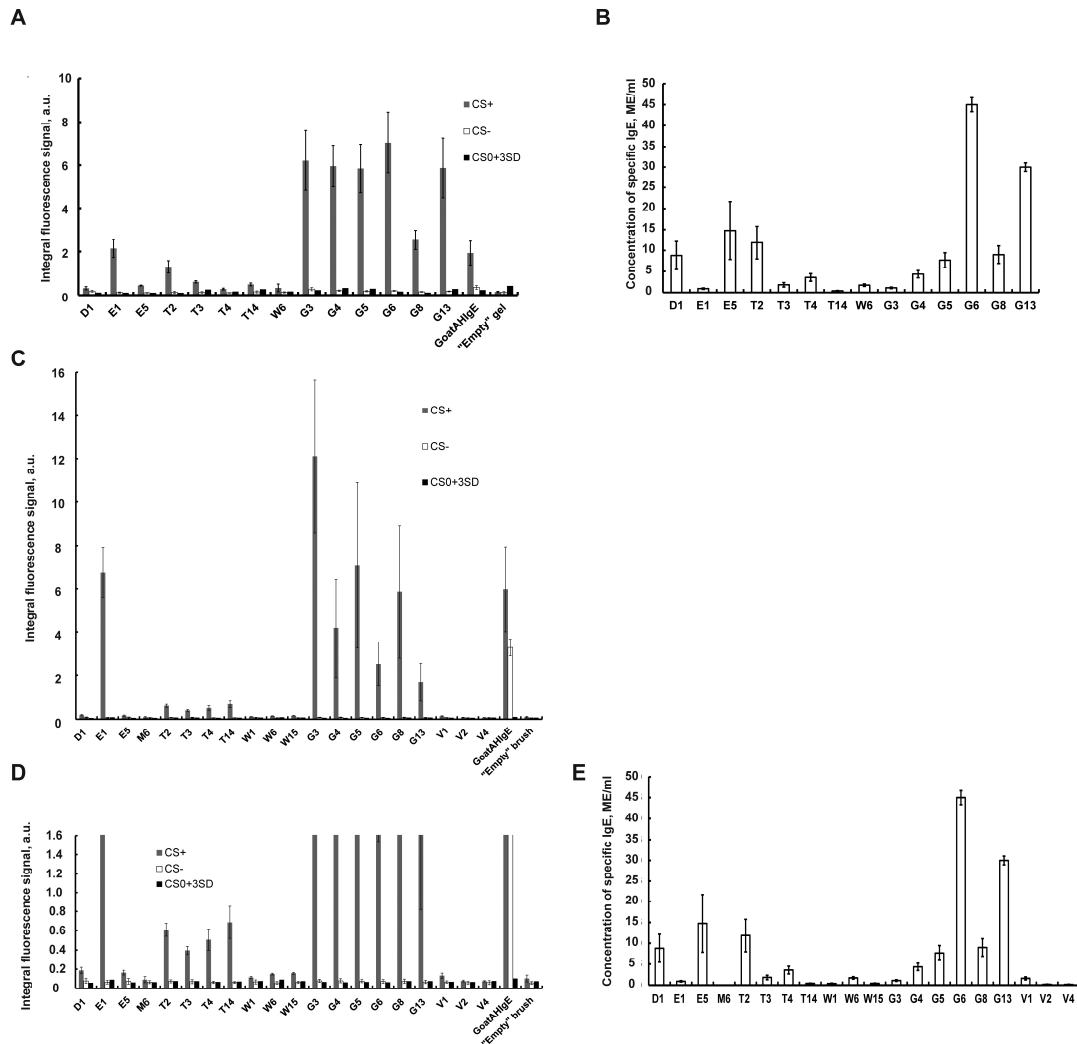 A
Integral fluorescence signal, a.u.
10
8
6
4
2
0
CS+
CS-
CS0+3SD
D1 E1 E5 T2 T3 T4 T14 W6 G3 G4 G5 G6 G8 G13 GoatAHIgE "Empty" gel
B
Concentration of specific IgE, ME/ml
50
45
40
35
30
25
20
15
10
5
0
D1 E1 E5 T2 T3 T4 T14 W6 G3 G4 G5 G6 G8 G13
C
Integral fluorescence signal, a.u.
16
14
12
10
8
6
4
2
0
CS+
CS-
CS0+3SD
D1 E1 E5 M6 T2 T3 T4 T14 W1 W6 W15 G3 G4 G5 G6 G8 G13 V1 V2 V4 GoatAHIgE "Empty" brush
D
Integral fluorescence signal, a.u.
1.6
1.4
1.2
1.0
0.8
0.6
0.4
0.2
0
CS+
CS-
CS0+3SD
D1 E1 E5 M6 T2 T3 T4 T14 W1 W6 W15 G3 G4 G5 G6 G8 G13 V1 V2 V4 GoatAHIgE "Empty" brush
E
Concentration of specific IgE, ME/ml
50
45
40
35
30
25
20
15
10
5
0
D1 E1 E5 M6 T2 T3 T4 T14 W1 W6 W15 G3 G4 G5 G6 G8 G13 V1 V2 V4